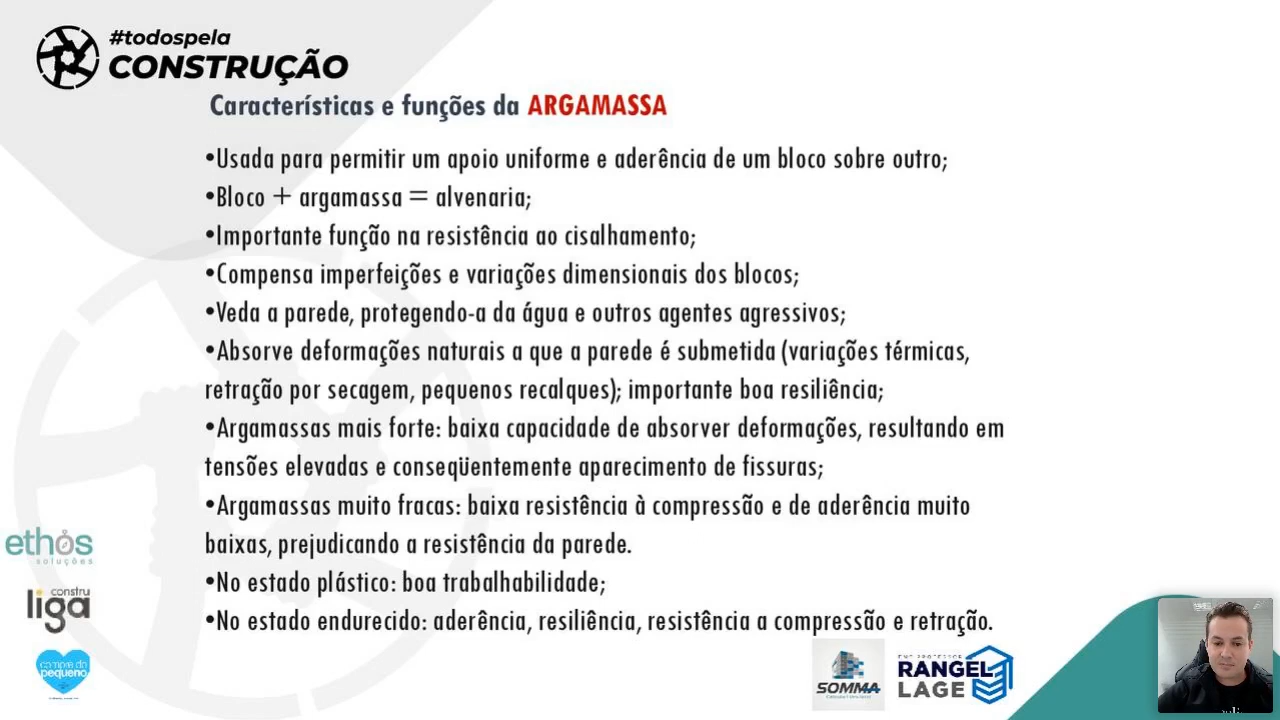 #todospela
CONSTRUÇÃO
Características e funções da ARGAMASSA
•Usada para permitir um apoio uniforme e aderência de um bloco sobre outro;
•Bloco + argamassa = alvenaria;
•Importante função na resistência ao cisalhamento;
•Compensa imperfeições e variações dimensionais dos blocos;
•Veda a parede, protegendo-a da água e outros agentes agressivos;
•Absorve deformações naturais a que a parede é submetida (variações térmicas,
retração por secagem, pequenos recalques); importante boa resiliência;
•Argamassas mais forte: baixa capacidade de absorver deformações, resultando em
tensões elevadas e conseqüentemente aparecimento de fissuras;
•Argamassas muito fracas: baixa resistência à compressão e de aderência muito
baixas, prejudicando a resistência da parede.
•No estado plástico: boa trabalhabilidade;
•No estado endurecido: aderência, resiliência, resistência a compressão e retração.
ethos
soluções
constru
liga
compre do
pequeno
SOMMA
RANGEL
LAGE